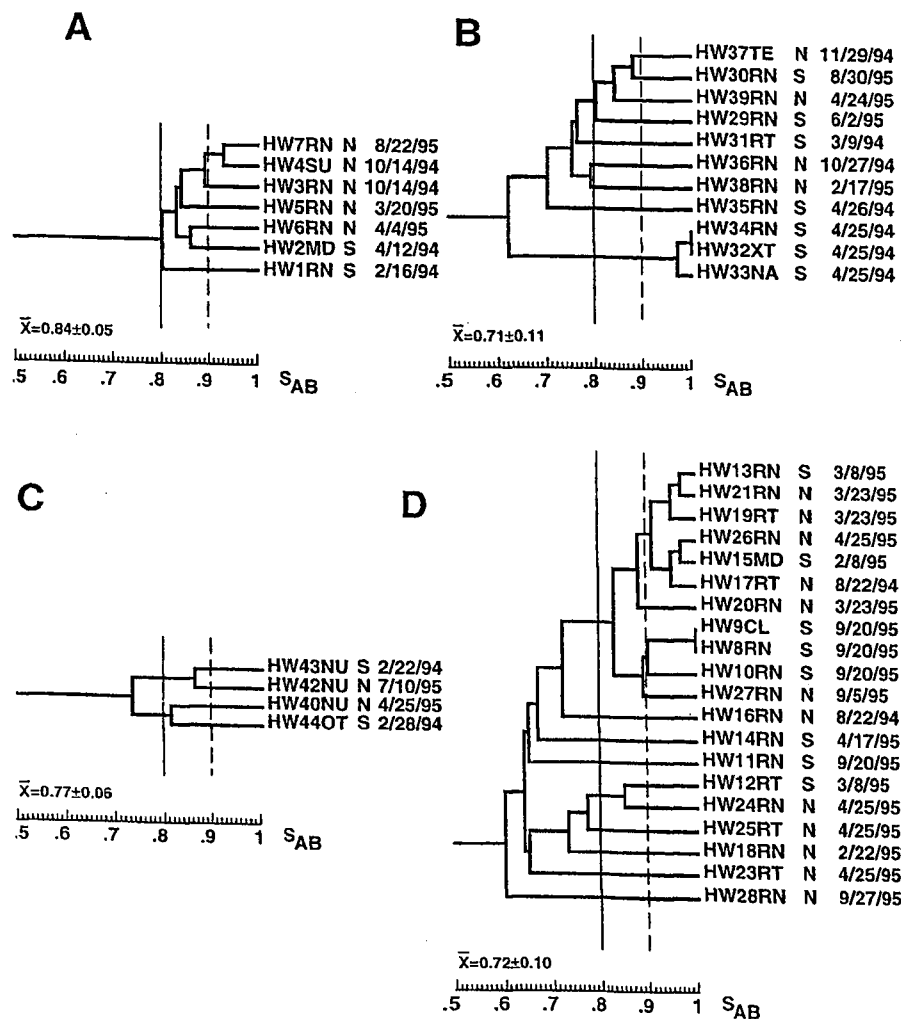 A
HW7RN N 8/22/95
HW4SU N 10/14/94
HW3RN N 10/14/94
HW5RN N 3/20/95
HW6RN N 4/4/95
HW2MD S 4/12/94
HW1RN S 2/16/94
X̄=0.84±0.05
.5 .6 .7 .8 .9 1 SAB
B
HW37TE N 11/29/94
HW30RN S 8/30/95
HW39RN N 4/24/95
HW29RN S 6/2/95
HW31RT S 3/9/94
HW36RN N 10/27/94
HW38RN N 2/17/95
HW35RN S 4/26/94
HW34RN S 4/25/94
HW32XT S 4/25/94
HW33NA S 4/25/94
X̄=0.71±0.11
.5 .6 .7 .8 .9 1 SAB
C
HW43NU S 2/22/94
HW42NU N 7/10/95
HW40NU N 4/25/95
HW44OT S 2/28/94
X̄=0.77±0.06
.5 .6 .7 .8 .9 1 SAB
D
HW13RN S 3/8/95
HW21RN N 3/23/95
HW19RT N 3/23/95
HW26RN N 4/25/95
HW15MD S 2/8/95
HW17RT N 8/22/94
HW20RN N 3/23/95
HW9CL S 9/20/95
HW8RN S 9/20/95
HW10RN S 9/20/95
HW27RN N 9/5/95
HW16RN N 8/22/94
HW14RN S 4/17/95
HW11RN S 9/20/95
HW12RT S 3/8/95
HW24RN N 4/25/95
HW25RT N 4/25/95
HW18RN N 2/22/95
HW23RT N 4/25/95
HW28RN N 9/27/95
X̄=0.72±0.10
.5 .6 .7 .8 .9 1 SAB